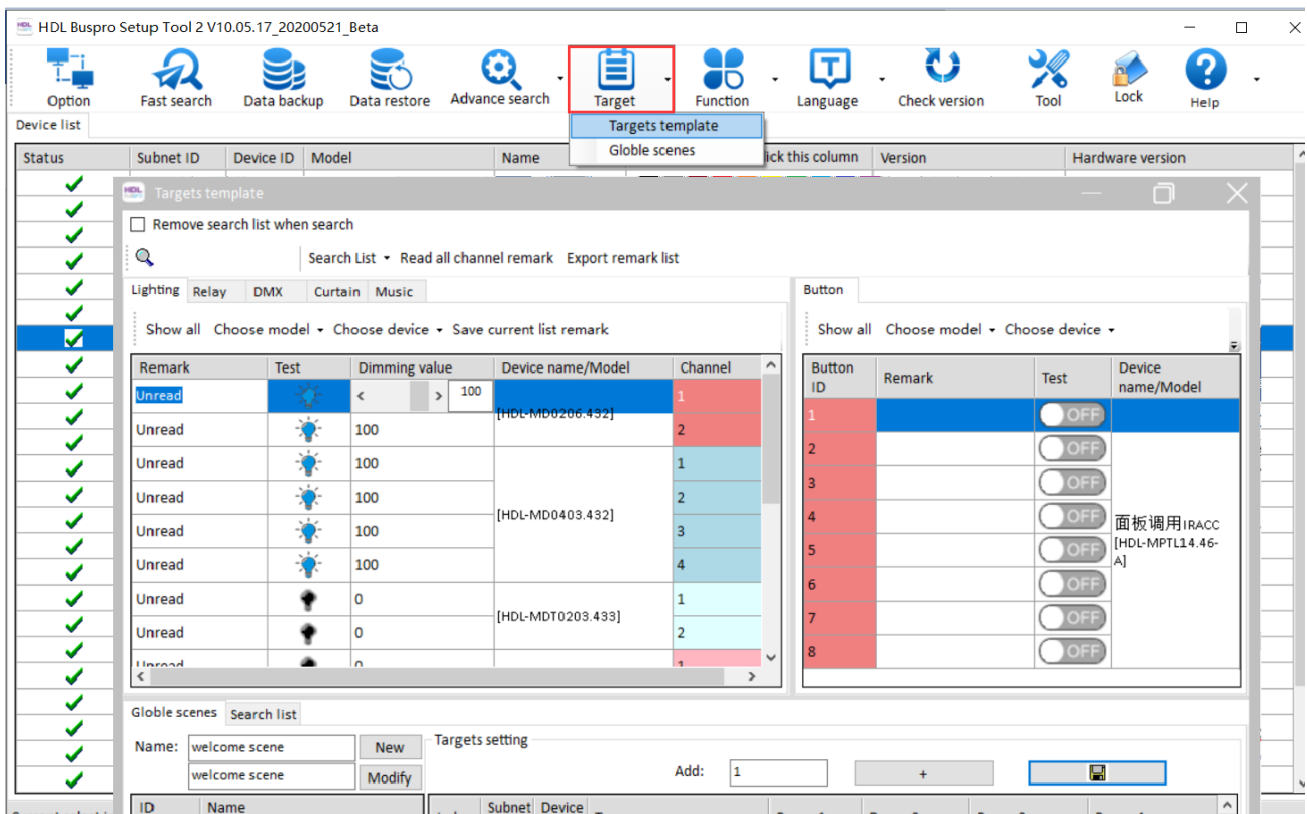 HDL Buspro Setup Tool 2 V10.05.17_20200521_Beta
Option Fast search Data backup Data restore Advance search Target Function Language Check version Tool Lock Help
Device list
Targets template
Globle scenes
Status Subnet ID Device ID Model Name ick this column Version Hardware version
HDL Targets template
Remove search list when search
Search List Read all channel remark Export remark list
Lighting Relay DMX Curtain Music
Show all Choose model Choose device Save current list remark
Remark Test Dimming value Device name/Model Channel
Unread 100 1
[HDL-MD0206.432]
Unread 100 2
Unread 100 1
Unread 100 2
[HDL-MD0403.432]
Unread 100 3
Unread 100 4
Unread 0 1
[HDL-MDT0203.433]
Unread 0 2
Unread 0 1
Button
Show all Choose model Choose device
Button ID Remark Test Device name/Model
1 OFF
2 OFF
3 OFF
4 OFF
面板调用IRACC
[HDL-MPTL14.46-
A]
5 OFF
6 OFF
7 OFF
8 OFF
Globle scenes Search list
Name: welcome scene New
welcome scene Modify
Targets setting
Add: 1 +
ID Name
Subnet Device